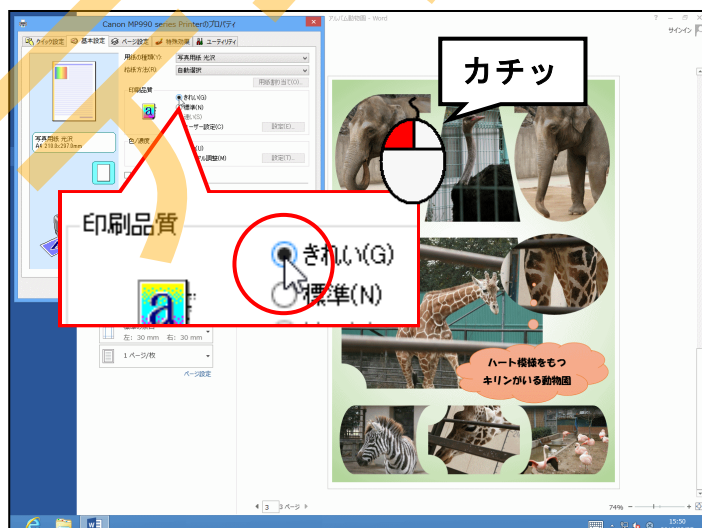 Canon MP990 series Printerのプロパティ
アルバム動物園 - Word
サインイン
クイック設定
基本設定
ページ設定
特殊効果
ユーティリティ
用紙の種類(Y):
写真用紙 光沢
給紙方法(R):
自動選択
用紙割り当て(O)...
印刷品質
きれい(G)
標準(N)
速い(S)
ユーザー設定(C)
設定(E)...
写真用紙 光沢
A4 210.0x297.0mm
色/濃度
設定(T)...
カチッ
印刷品質
きれい(G)
標準(N)
左: 30 mm 右: 30 mm
1 ページ/枚
ページ設定
ハート模様をもつ
キリンがいる動物園
3
3 ページ
74%
15:50